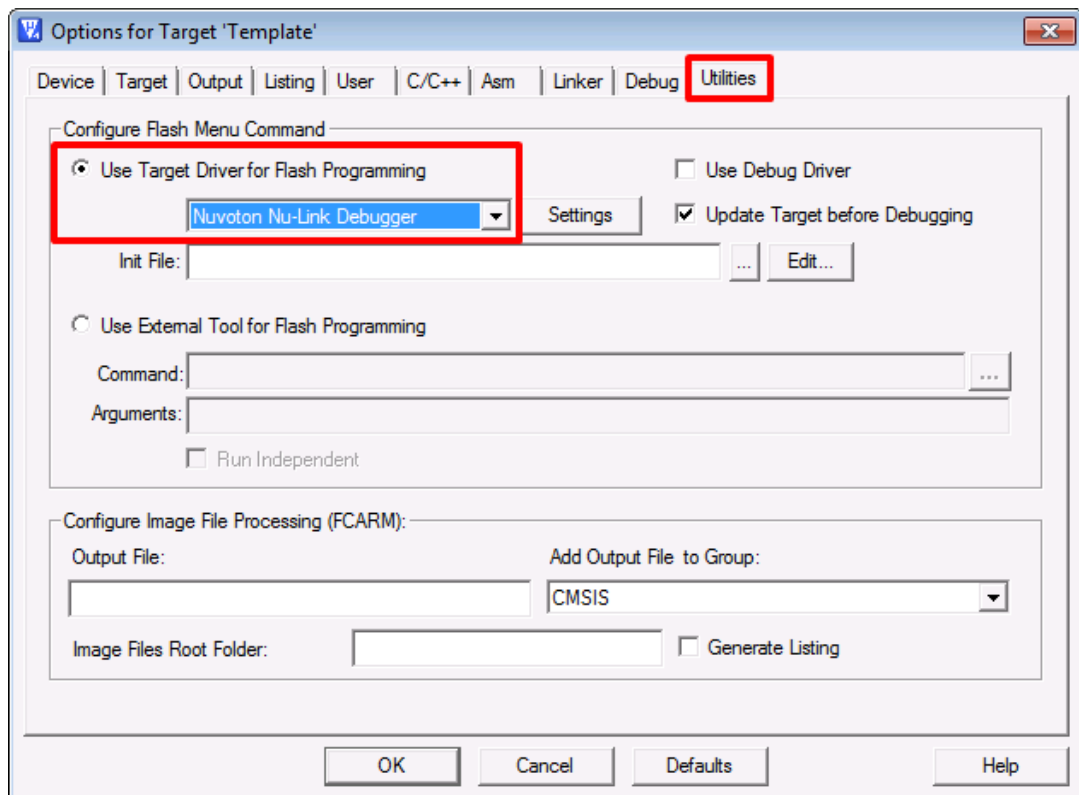 Options for Target 'Template'
Device Target Output Listing User C/C++ Asm Linker Debug Utilities
Configure Flash Menu Command
Use Target Driver for Flash Programming Use Debug Driver
Nuvoton Nu-Link Debugger Settings Update Target before Debugging
Init File: ... Edit...
Use External Tool for Flash Programming
Command: ...
Arguments:
Run Independent
Configure Image File Processing (FCARM):
Output File: Add Output File to Group:
CMSIS
Image Files Root Folder: Generate Listing
OK Cancel Defaults Help